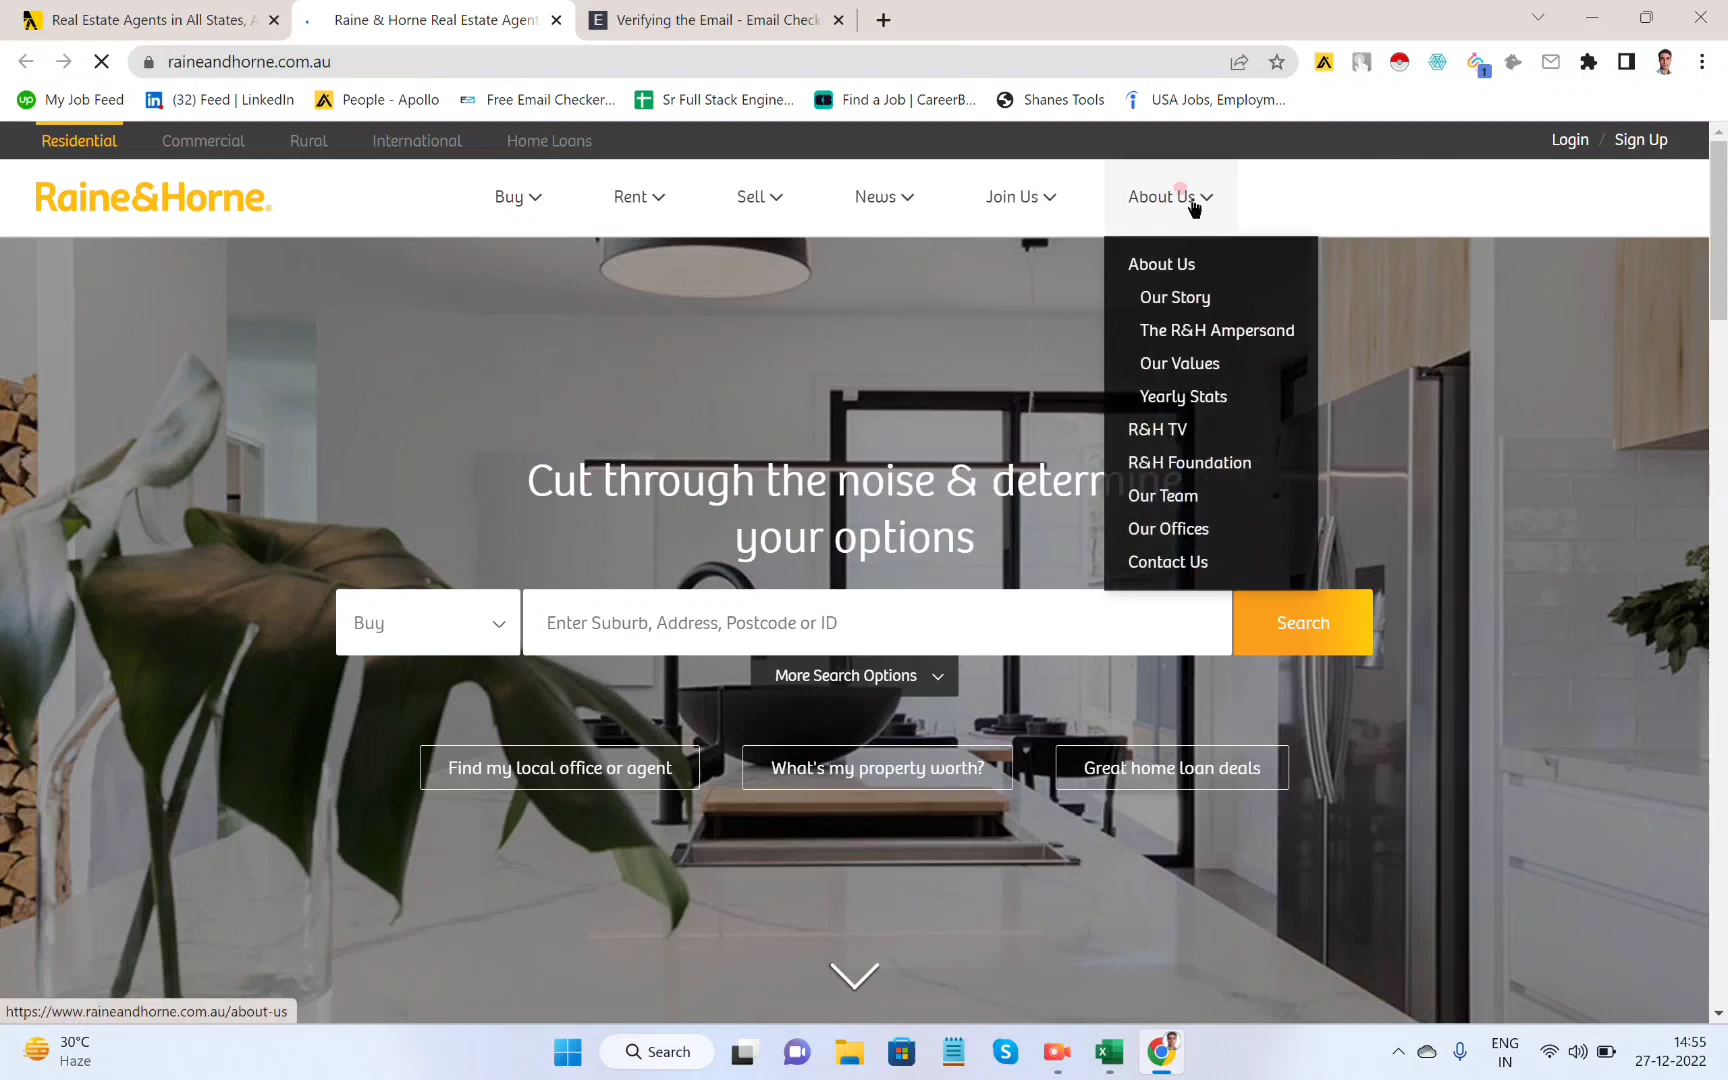 Real Estate Agents in All States, A
Raine & Horne Real Estate Agent
E Verifying the Email - Email Check
raineandhorne.com.au
1
up My Job Feed
in (32) Feed | LinkedIn
People - Apollo
Free Email Checker...
Sr Full Stack Engine...
Find a Job | CareerB...
Shanes Tools
USA Jobs, Employm...
Residential
Commercial
Rural
International
Home Loans
Login / Sign Up
Raine&Horne.
Buy
Rent
Sell
News
Join Us
About Us
About Us
Our Story
The R&H Ampersand
Our Values
Yearly Stats
R&H TV
R&H Foundation
Our Team
Our Offices
Contact Us
Cut through the noise & determine
your options
Buy
Enter Suburb, Address, Postcode or ID
Search
More Search Options
Find my local office or agent
What's my property worth?
Great home loan deals
https://www.raineandhorne.com.au/about-us
30°C
Haze
Search
ENG
IN
14:55
27-12-2022